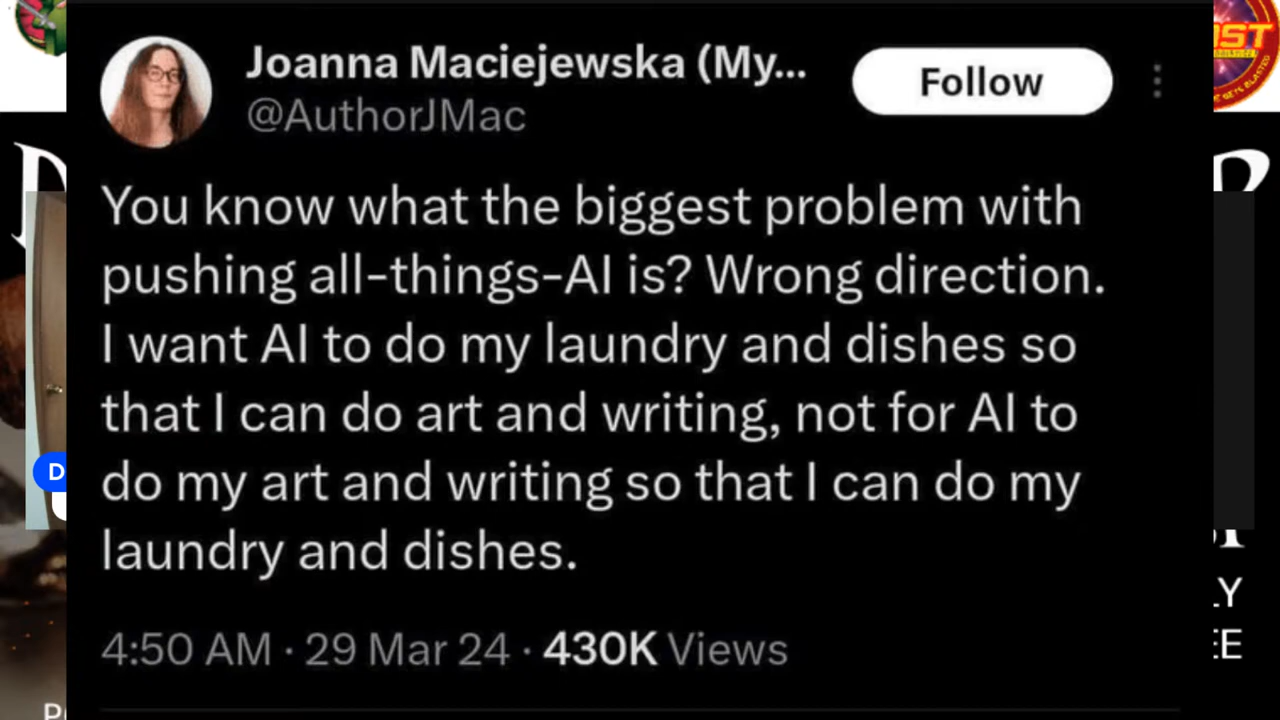 Joanna Maciejewska (My...
Follow
@AuthorJMac
You know what the biggest problem with
pushing all-things-AI is? Wrong direction.
I want AI to do my laundry and dishes so
that I can do art and writing, not for AI to
do my art and writing so that I can do my
laundry and dishes.
4:50 AM · 29 Mar 24 · 430K Views
D
LY
EE